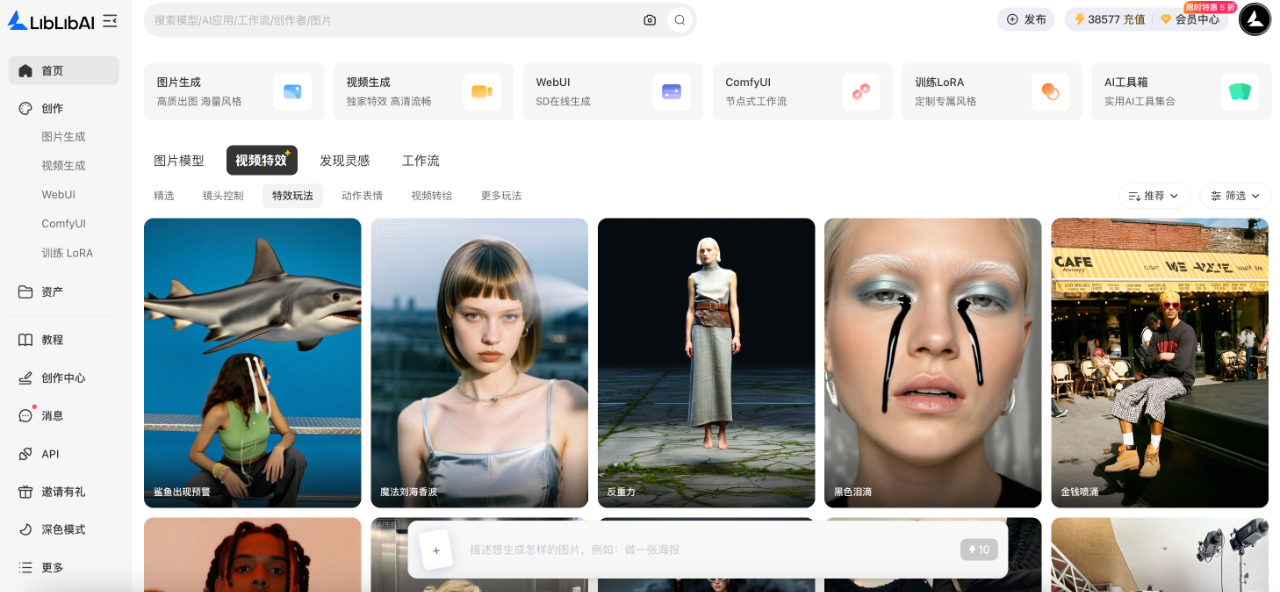 LibLibAI
搜索模型/AI应用/工作流/创作者/图片
发布
38577 充值
会员中心
限时特惠 5 折
首页
创作
图片生成
视频生成
WebUI
ComfyUI
训练 LoRA
资产
教程
创作中心
消息
API
邀请有礼
深色模式
更多
图片生成
高质出图 海量风格
视频生成
独家特效 高清流畅
WebUI
SD在线生成
ComfyUI
节点式工作流
训练LoRA
定制专属风格
AI工具箱
实用AI工具集合
图片模型
视频特效
发现灵感
工作流
精选
镜头控制
特效玩法
动作表情
视频转绘
更多玩法
推荐
筛选
鲨鱼出现预警
魔法刘海香波
反重力
黑色泪滴
CAFE
金钱喷涌
描述想生成怎样的图片，例如：做一张海报
10